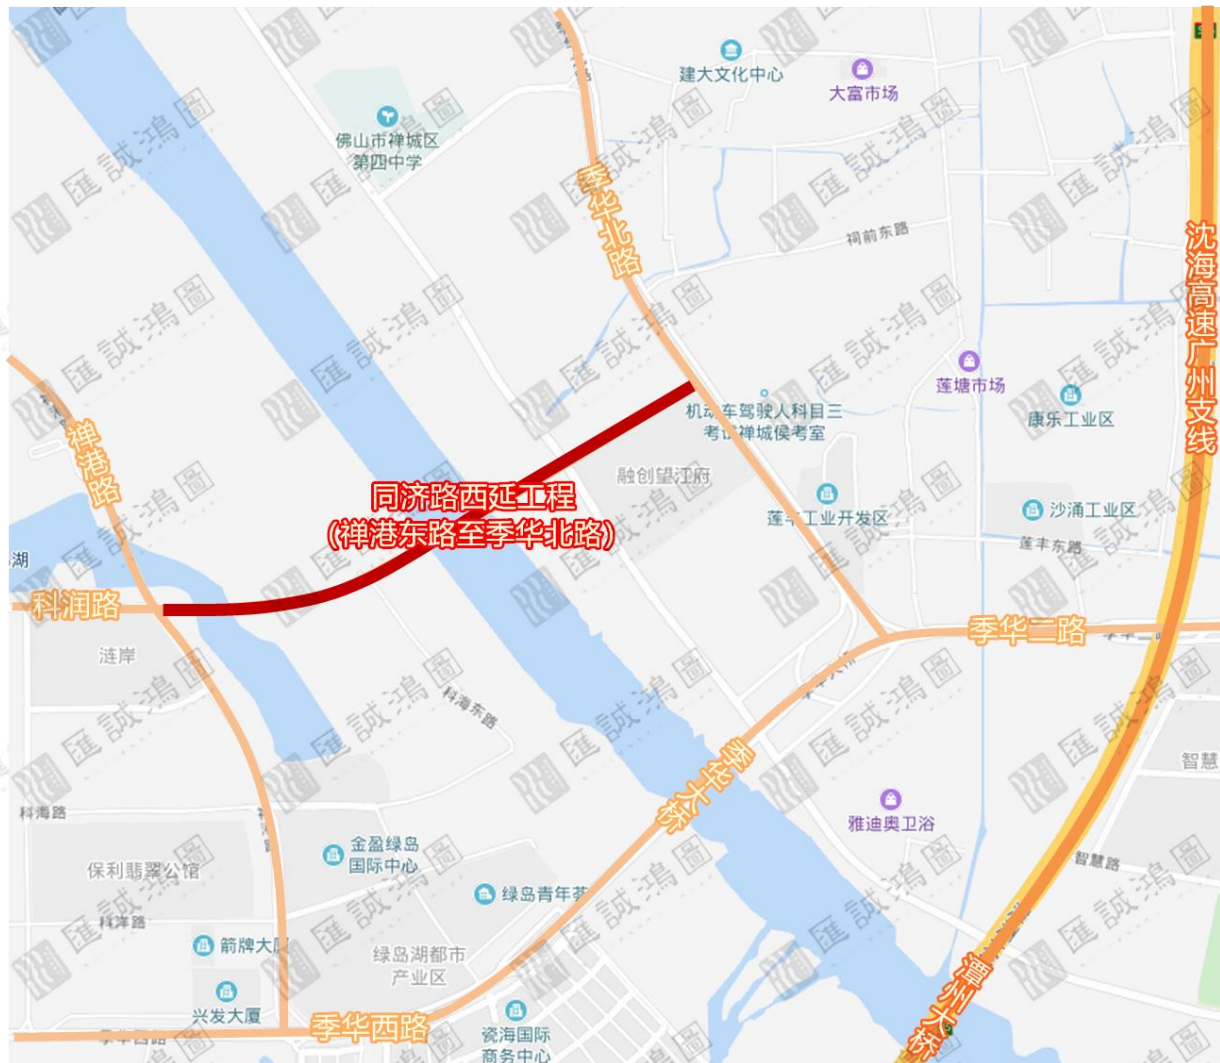 建大文化中心
大富市场
佛山市禅城区
第四中学
季华北路
祠前东路
沈海高速广州支线
莲塘市场
康乐工业区
机动车驾驶人科目三
考试禅城侯考室
禅港路
融创望江府
同济路西延工程
(禅港东路至季华北路)
莲丰工业开发区
沙涌工业区
莲丰东路
湖
科润路
季华二路
涟岸
科海东路
智慧
季华大桥
科海路
雅迪奥卫浴
金盈绿岛
国际中心
智慧路
保利翡翠公馆
绿岛青年荟
科洋路
箭牌大厦
绿岛湖都市
产业区
潭州大桥
兴发大厦
季华西路
瓷海国际
商务中心
匯誠鴻圖